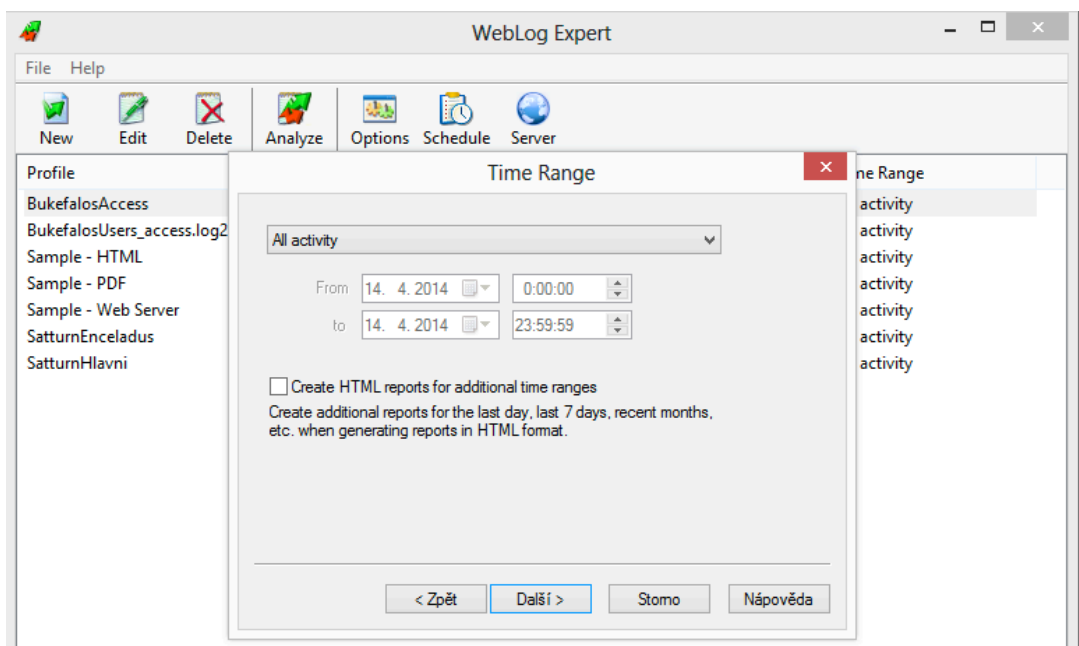 WebLog Expert
File Help
New Edit Delete Analyze Options Schedule Server
Profile
BukefalosAccess
BukefalosUsers_access.log2
Sample - HTML
Sample - PDF
Sample - Web Server
SatturnEnceladus
SatturnHlavni
Time Range
All activity
From 14. 4. 2014 0:00:00
to 14. 4. 2014 23:59:59
Create HTML reports for additional time ranges
Create additional reports for the last day, last 7 days, recent months,
etc. when generating reports in HTML format.
< Zpět Další > Storno Nápověda
ne Range
activity
activity
activity
activity
activity
activity
activity